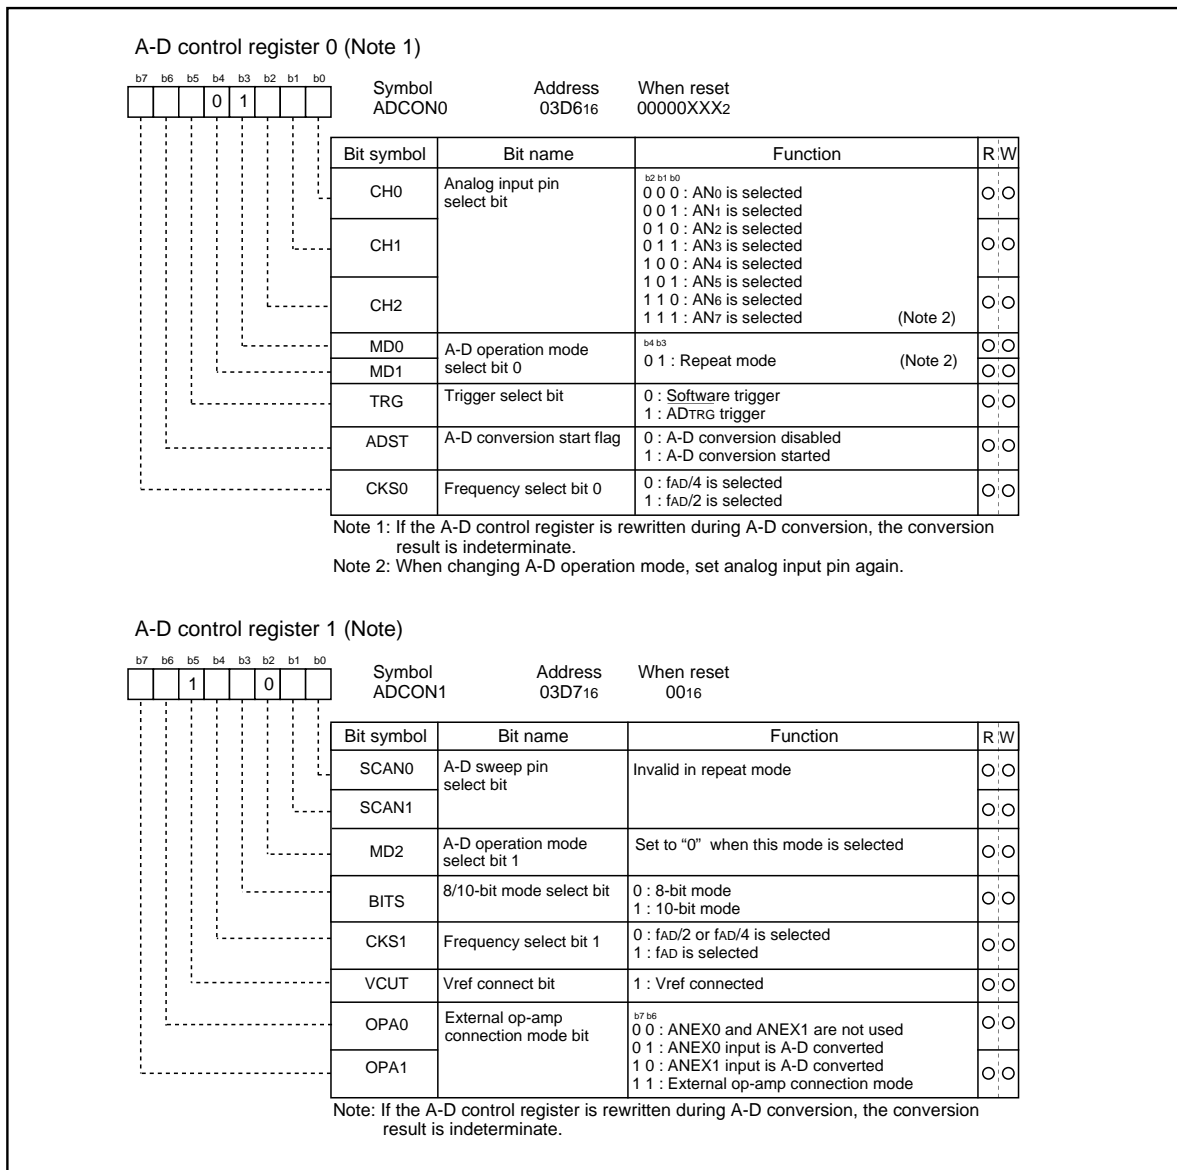 A-D control register 0 (Note 1)
b7 b6 b5 b4 b3 b2 b1 b0
0 1
Symbol Address When reset
ADCON0 03D616 00000XXX2
Bit symbol Bit name Function R W
CH0 Analog input pin select bit
b2 b1 b0
0 0 0 : AN0 is selected
0 0 1 : AN1 is selected
CH1
0 1 0 : AN2 is selected
0 1 1 : AN3 is selected
1 0 0 : AN4 is selected
1 0 1 : AN5 is selected
CH2
1 1 0 : AN6 is selected
1 1 1 : AN7 is selected (Note 2)
MD0 A-D operation mode select bit 0
b4 b3
0 1 : Repeat mode (Note 2)
MD1
TRG Trigger select bit 0 : Software trigger
1 : ADTRG trigger
ADST A-D conversion start flag 0 : A-D conversion disabled
1 : A-D conversion started
CKS0 Frequency select bit 0 0 : fAD/4 is selected
1 : fAD/2 is selected
Note 1: If the A-D control register is rewritten during A-D conversion, the conversion
result is indeterminate.
Note 2: When changing A-D operation mode, set analog input pin again.
A-D control register 1 (Note)
b7 b6 b5 b4 b3 b2 b1 b0
1 0
Symbol Address When reset
ADCON1 03D716 0016
Bit symbol Bit name Function R W
SCAN0 A-D sweep pin select bit Invalid in repeat mode
SCAN1
MD2 A-D operation mode select bit 1 Set to “0” when this mode is selected
BITS 8/10-bit mode select bit 0 : 8-bit mode
1 : 10-bit mode
CKS1 Frequency select bit 1 0 : fAD/2 or fAD/4 is selected
1 : fAD is selected
VCUT Vref connect bit 1 : Vref connected
OPA0 External op-amp connection mode bit
b7 b6
0 0 : ANEX0 and ANEX1 are not used
0 1 : ANEX0 input is A-D converted
OPA1
1 0 : ANEX1 input is A-D converted
1 1 : External op-amp connection mode
Note: If the A-D control register is rewritten during A-D conversion, the conversion
result is indeterminate.